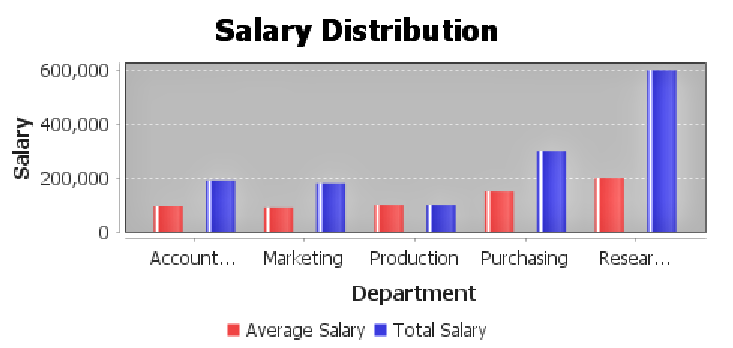 Salary Distribution
Salary
600,000
400,000
200,000
0
Account...
Marketing
Production
Purchasing
Resear...
Department
Average Salary
Total Salary